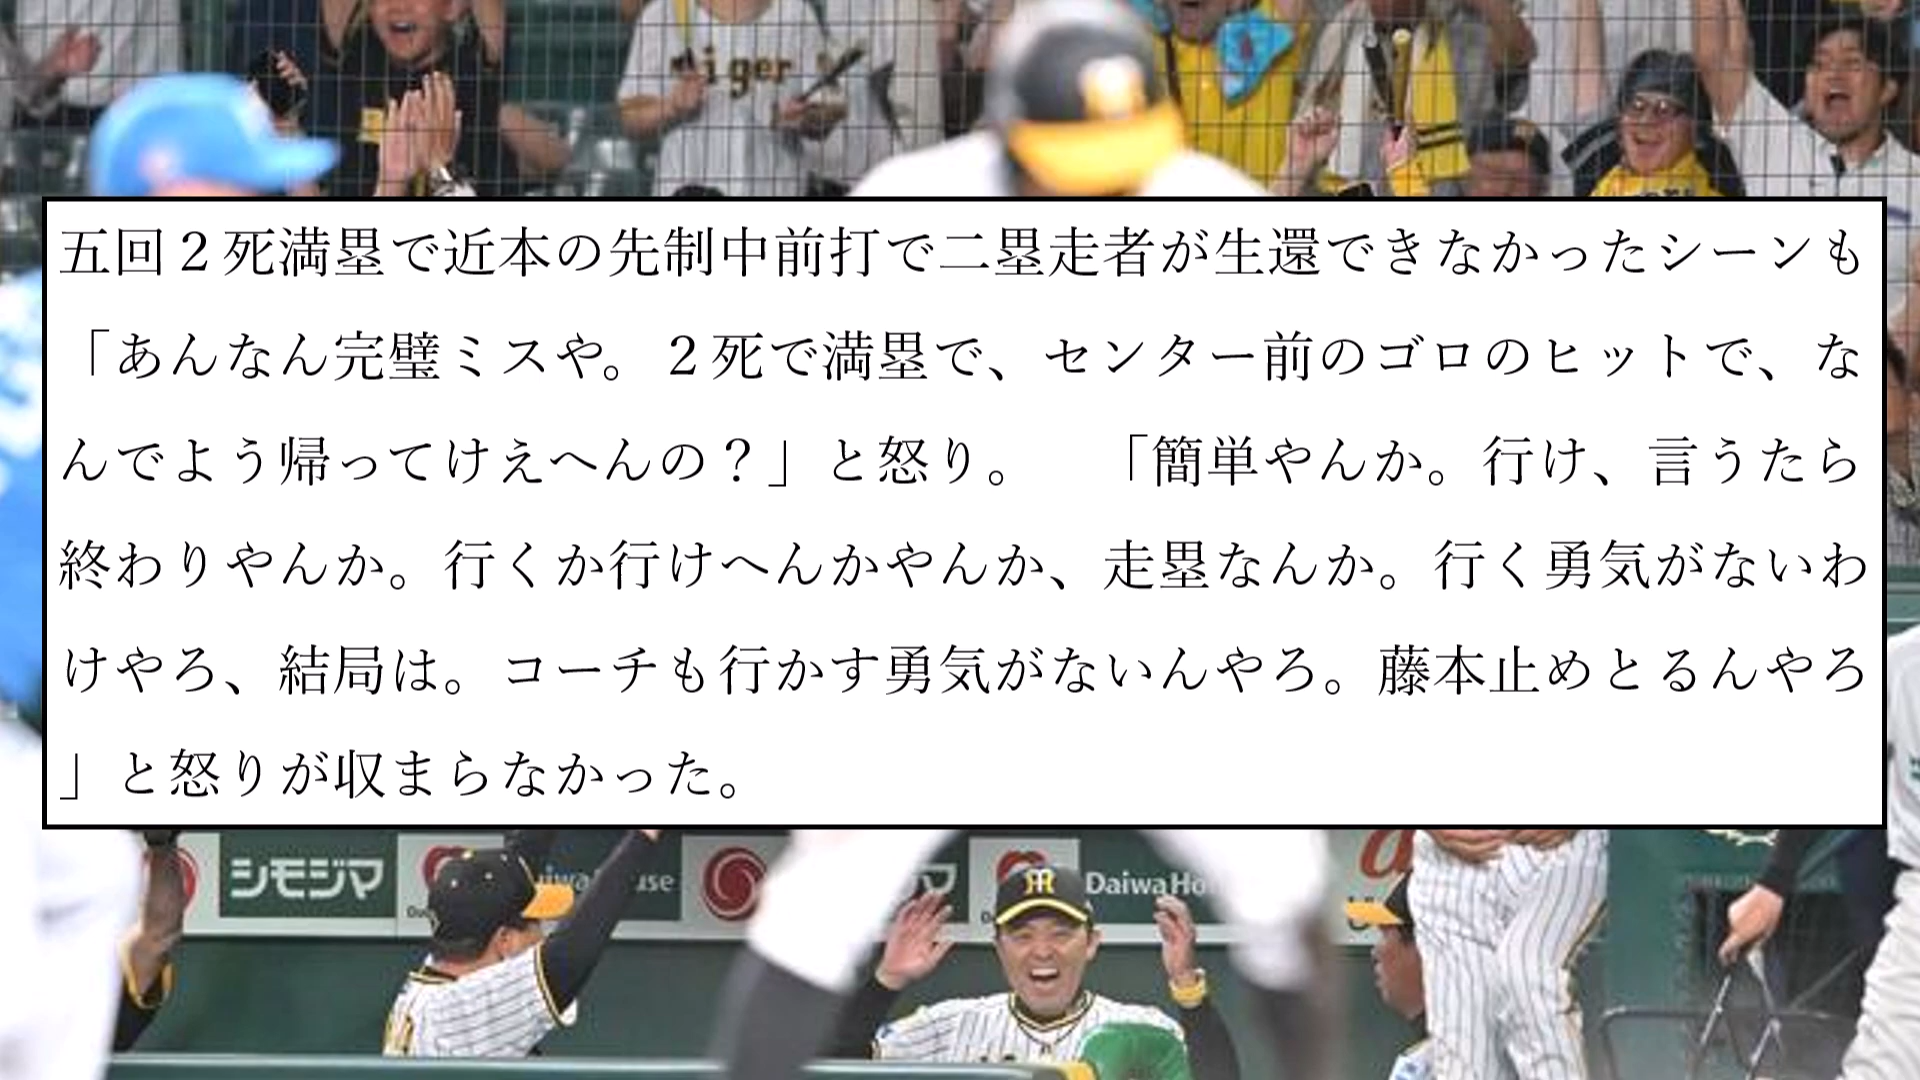 iger
五回２死満塁で近本の先制中前打で二塁走者が生還できなかったシーンも
「あんなん完璧ミスや。２死で満塁で、センター前のゴロのヒットで、な
んでよう帰ってけえへんの？」と怒り。　「簡単やんか。行け、言うたら
終わりやんか。行くか行けへんかやんか、走塁なんか。行く勇気がないわ
けやろ、結局は。コーチも行かす勇気がないんやろ。藤本止めとるんやろ
」と怒りが収まらなかった。
シモジマ
DaiwaHo